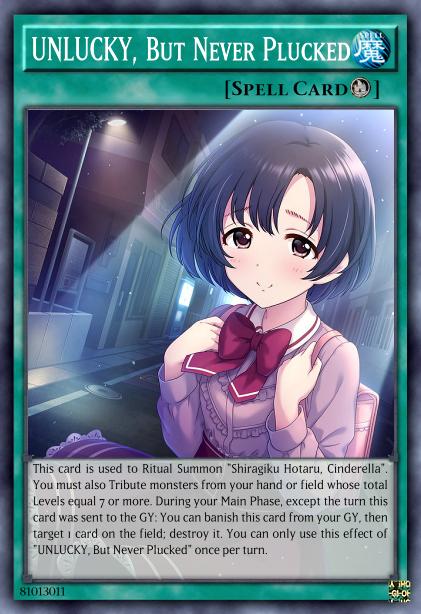 UNLUCKY, BUT NEVER PLUCKED
SPELL
魔
[SPELL CARD]
This card is used to Ritual Summon "Shiragiku Hotaru, Cinderella".
You must also Tribute monsters from your hand or field whose total
Levels equal 7 or more. During your Main Phase, except the turn this
card was sent to the GY: You can banish this card from your GY, then
target 1 card on the field; destroy it. You can only use this effect of
"UNLUCKY, But Never Plucked" once per turn.
81013011